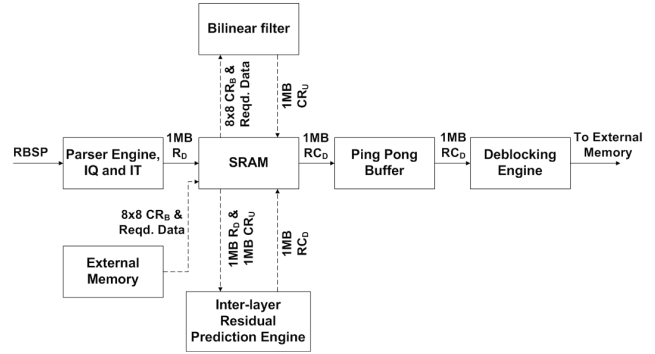 Bilinear filter
8x8 CR_B &
Reqd. Data
1MB
CR_U
RBSP
Parser Engine,
IQ and IT
1MB
R_D
SRAM
1MB
RC_D
Ping Pong
Buffer
1MB
RC_D
Deblocking
Engine
To External
Memory
8x8 CR_B &
Reqd. Data
External
Memory
1MB R_D &
1MB CR_U
1MB
RC_D
Inter-layer
Residual
Prediction Engine